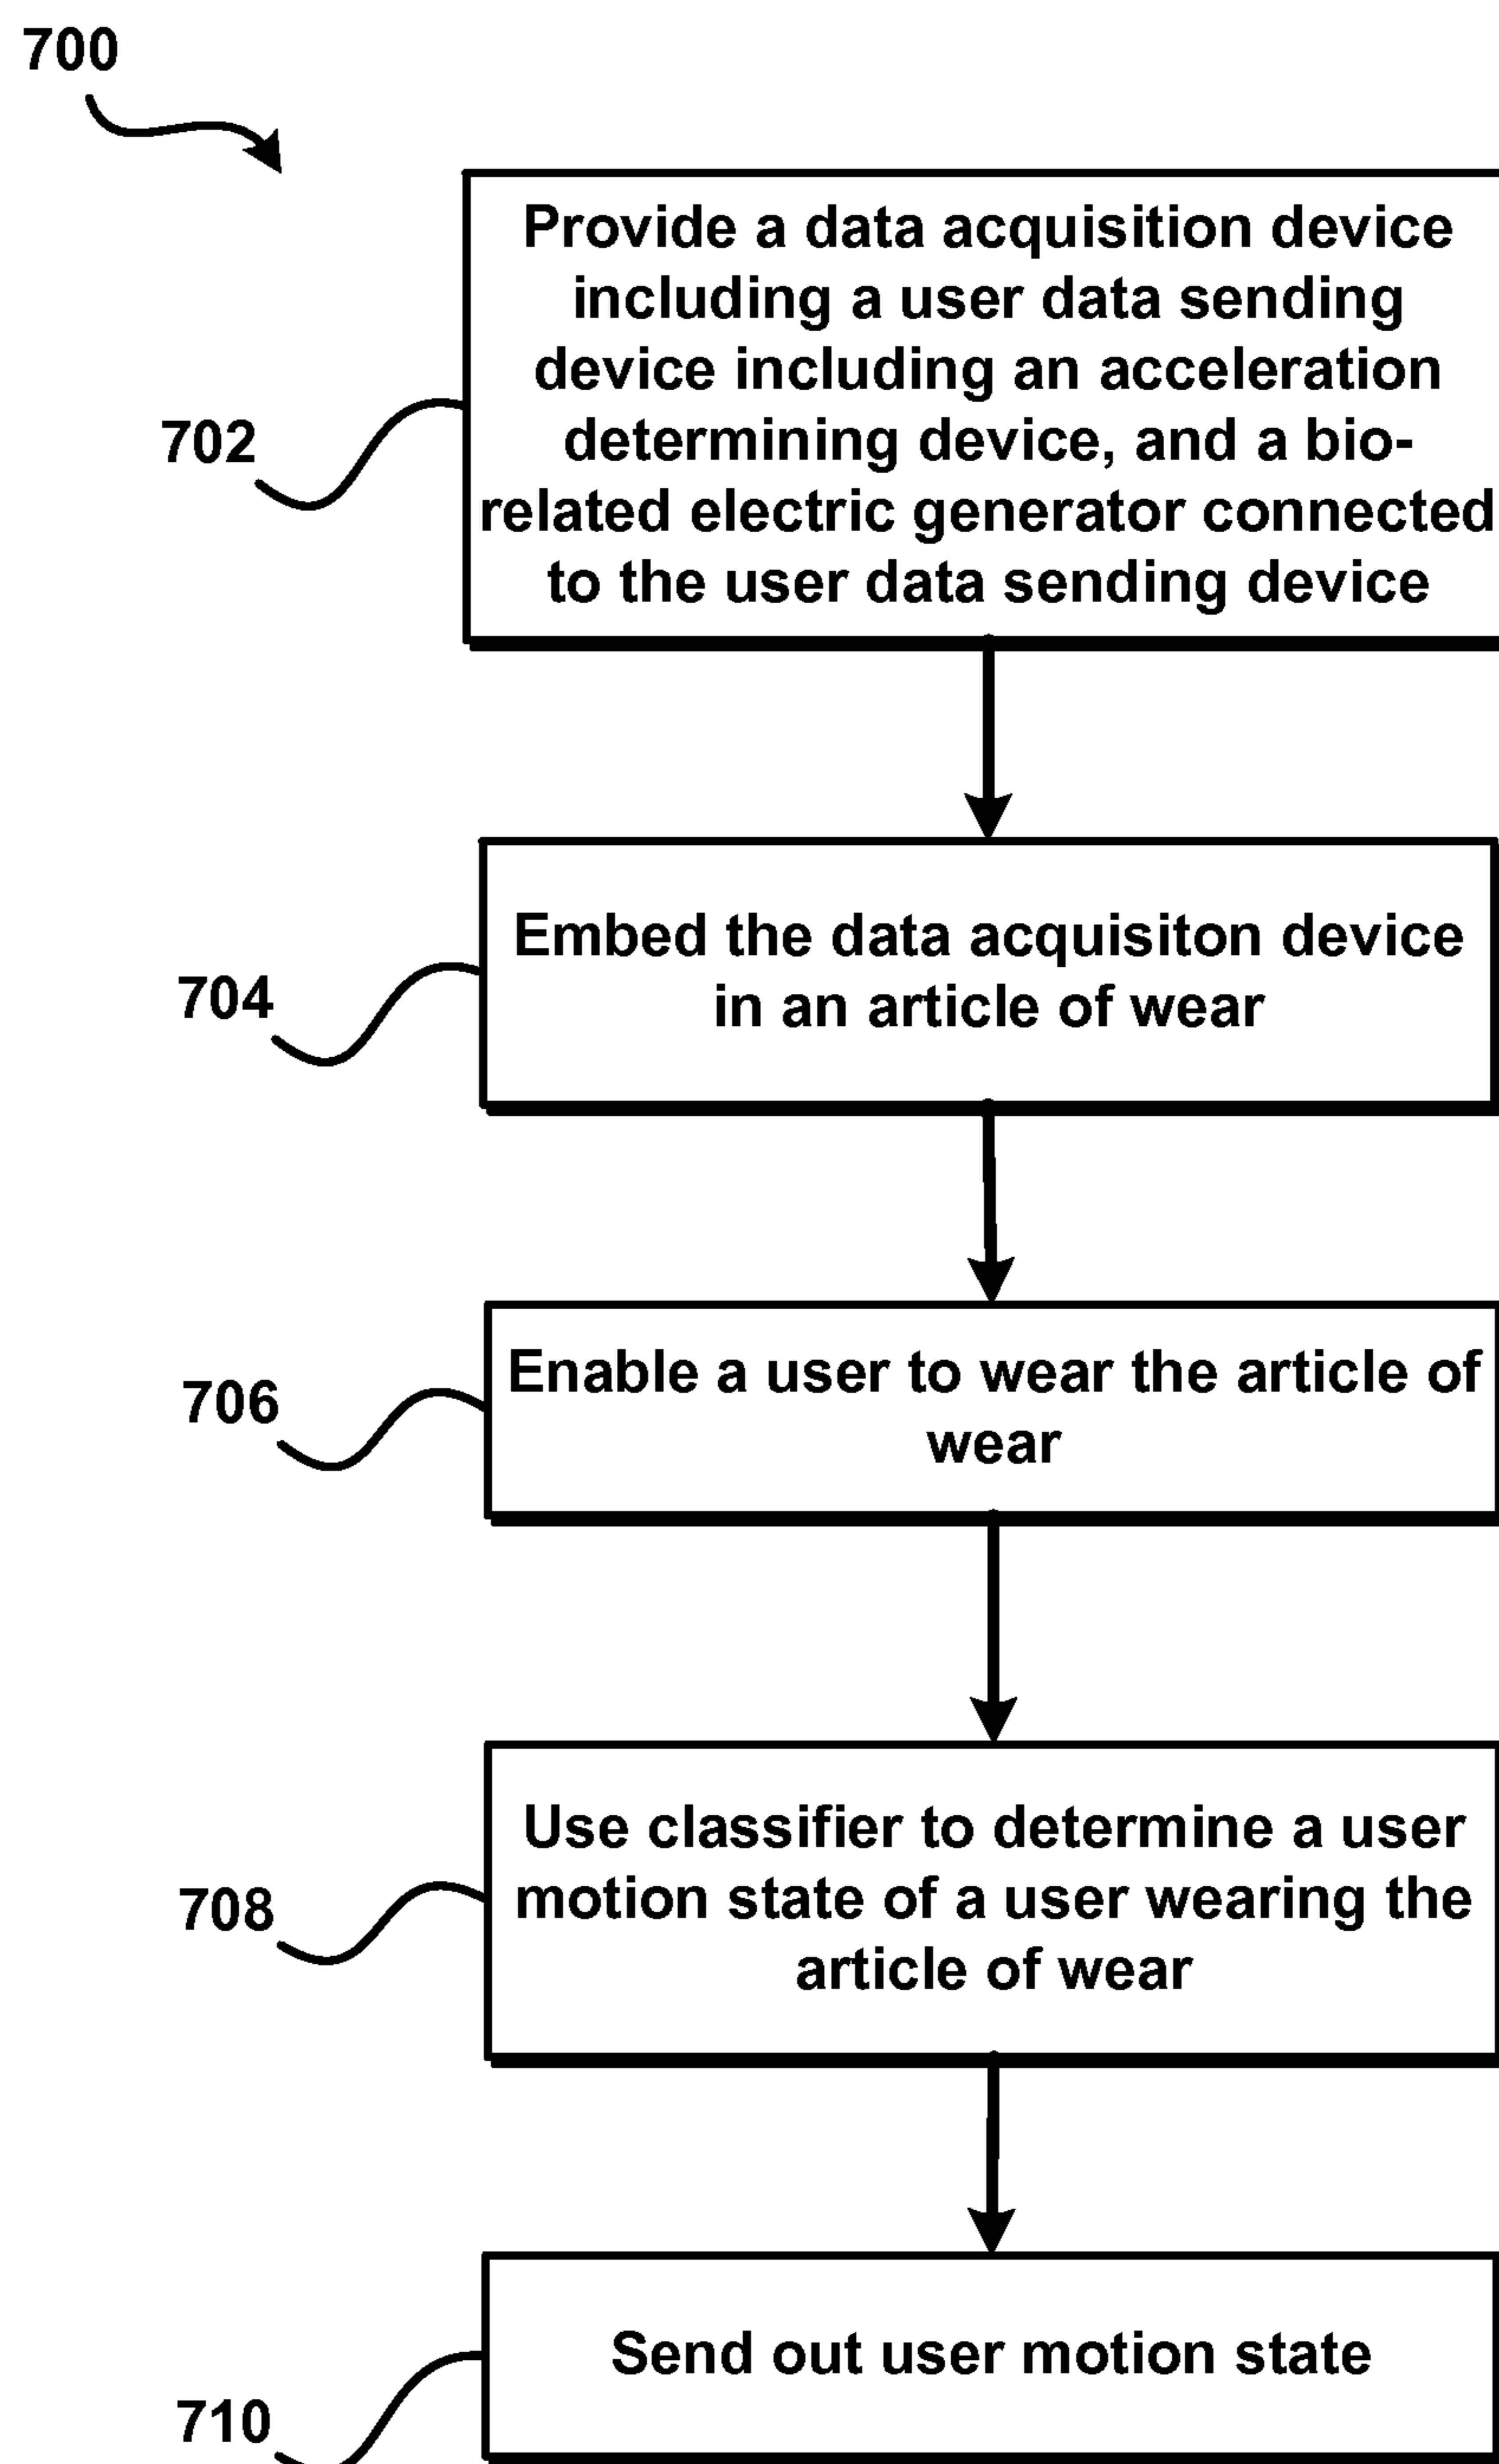 700
Provide a data acquisition device
including a user data sending
device including an acceleration
determining device, and a bio-
related electric generator connected
to the user data sending device
702
Embed the data acquisiton device
in an article of wear
704
Enable a user to wear the article of
wear
706
Use classifier to determine a user
motion state of a user wearing the
article of wear
708
Send out user motion state
710